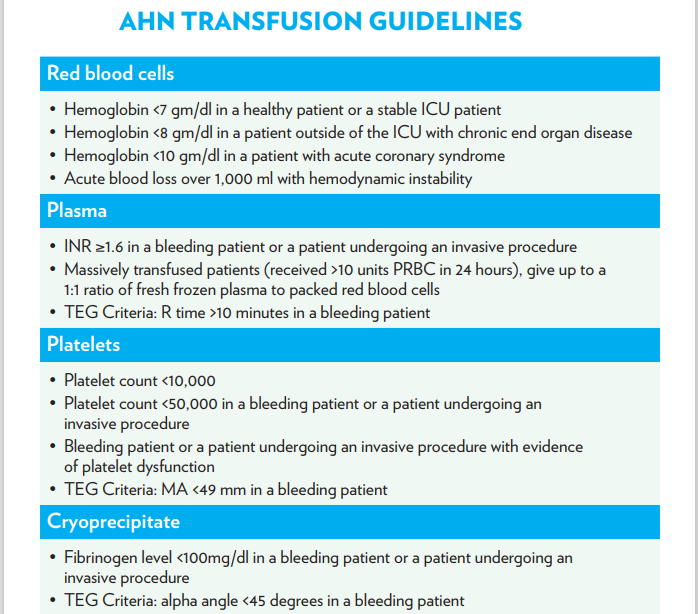 AHN TRANSFUSION GUIDELINES
Red blood cells
• Hemoglobin <7 gm/dl in a healthy patient or a stable ICU patient
• Hemoglobin <8 gm/dl in a patient outside of the ICU with chronic end organ disease
• Hemoglobin <10 gm/dl in a patient with acute coronary syndrome
• Acute blood loss over 1,000 ml with hemodynamic instability
Plasma
• INR ≥1.6 in a bleeding patient or a patient undergoing an invasive procedure
• Massively transfused patients (received >10 units PRBC in 24 hours), give up to a
1:1 ratio of fresh frozen plasma to packed red blood cells
• TEG Criteria: R time >10 minutes in a bleeding patient
Platelets
• Platelet count <10,000
• Platelet count <50,000 in a bleeding patient or a patient undergoing an
invasive procedure
• Bleeding patient or a patient undergoing an invasive procedure with evidence
of platelet dysfunction
• TEG Criteria: MA <49 mm in a bleeding patient
Cryoprecipitate
• Fibrinogen level <100mg/dl in a bleeding patient or a patient undergoing an
invasive procedure
• TEG Criteria: alpha angle <45 degrees in a bleeding patient